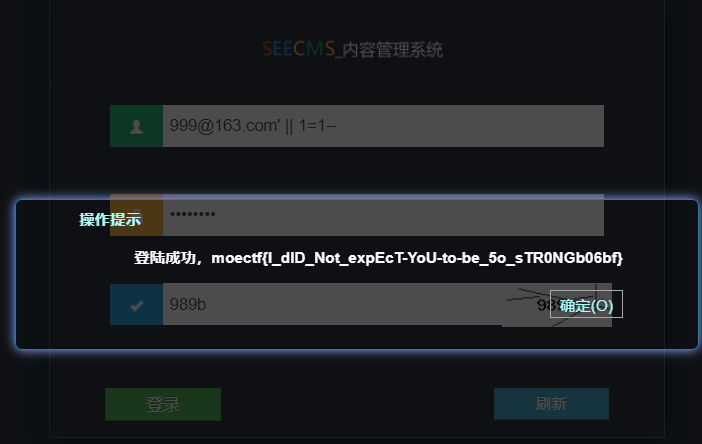 SEECMS_内容管理系统
999@163.com' || 1=1--
••••••••
操作提示
登陆成功，moectf{I_dID_Not_expEcT-YoU-to-be_5o_sTR0NGb06bf}
989b
确定(O)
登录
刷新